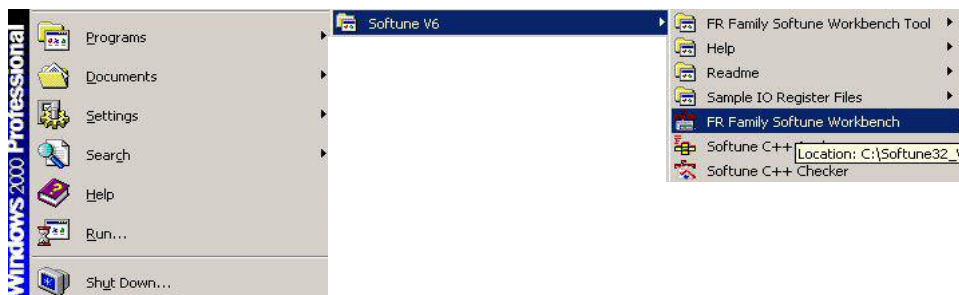 Windows 2000 Professional
Programs
Documents
Settings
Search
Help
Run...
Shut Down...
Softune V6
FR Family Softune Workbench Tool
Help
Readme
Sample IO Register Files
FR Family Softune Workbench
Softune C++
Location: C:\Softune32_
Softune C++ Checker